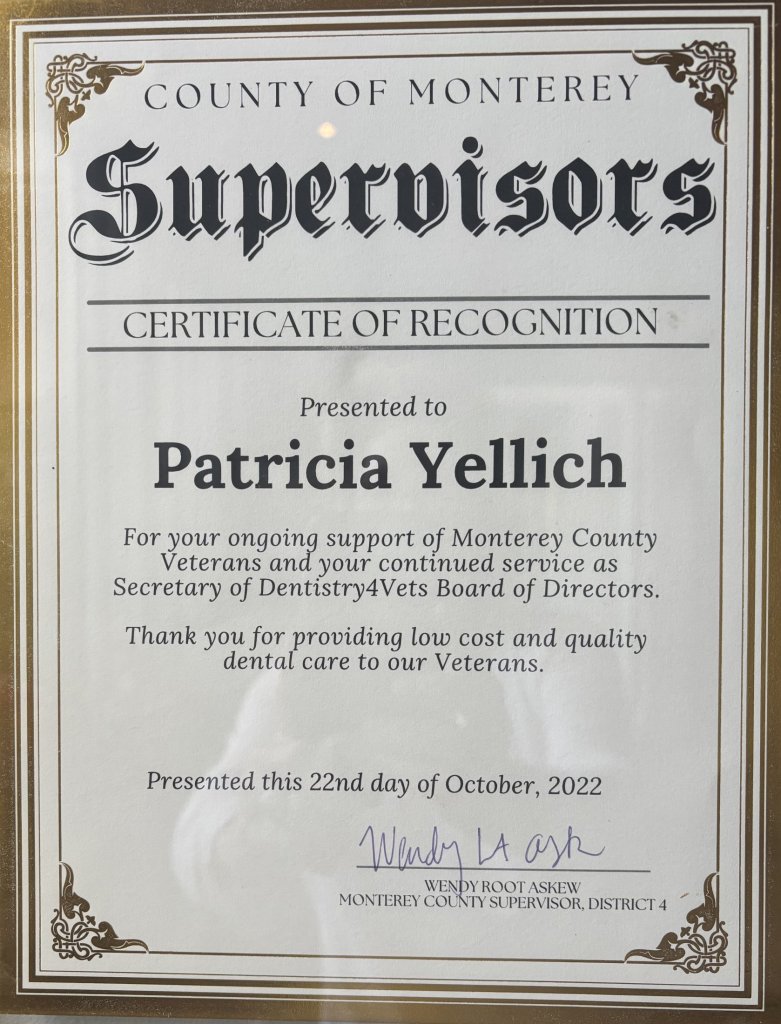 COUNTY OF MONTEREY
Supervisors
CERTIFICATE OF RECOGNITION
Presented to
Patricia Yellich
For your ongoing support of Monterey County
Veterans and your continued service as
Secretary of Dentistry4Vets Board of Directors.
Thank you for providing low cost and quality
dental care to our Veterans.
Presented this 22nd day of October, 2022
Wendy
WENDY ROOT ASKEW
MONTEREY COUNTY SUPERVISOR, DISTRICT 4